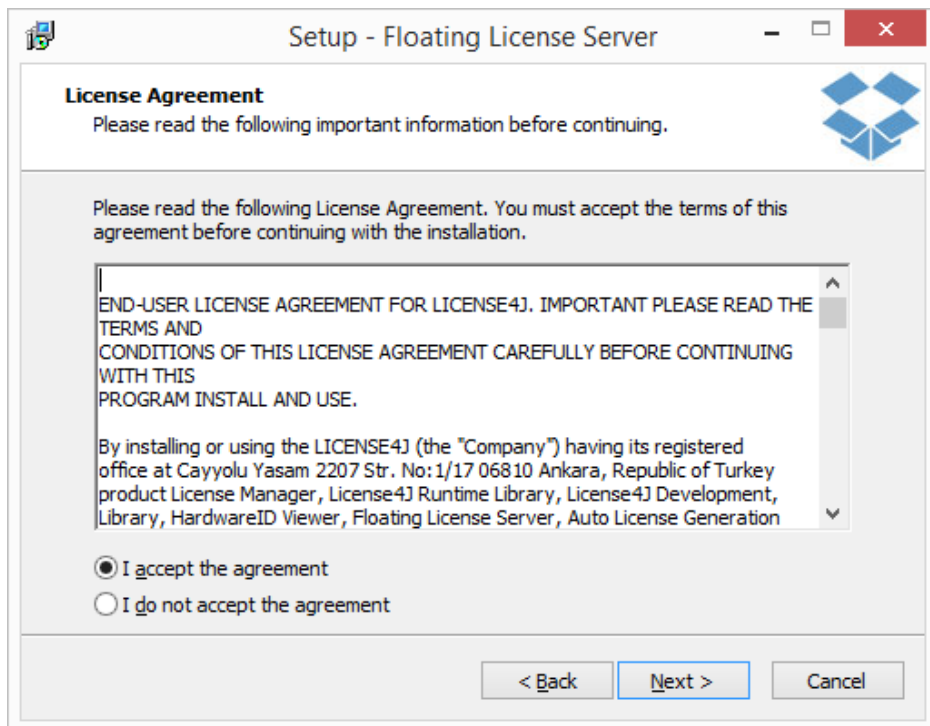 Setup - Floating License Server
License Agreement
Please read the following important information before continuing.
Please read the following License Agreement. You must accept the terms of this
agreement before continuing with the installation.
END-USER LICENSE AGREEMENT FOR LICENSE4J. IMPORTANT PLEASE READ THE
TERMS AND
CONDITIONS OF THIS LICENSE AGREEMENT CAREFULLY BEFORE CONTINUING
WITH THIS
PROGRAM INSTALL AND USE.
By installing or using the LICENSE4J (the "Company") having its registered
office at Cayyolu Yasam 2207 Str. No:1/17 06810 Ankara, Republic of Turkey
product License Manager, License4J Runtime Library, License4J Development,
Library, HardwareID Viewer, Floating License Server, Auto License Generation
I accept the agreement
I do not accept the agreement
< Back Next > Cancel